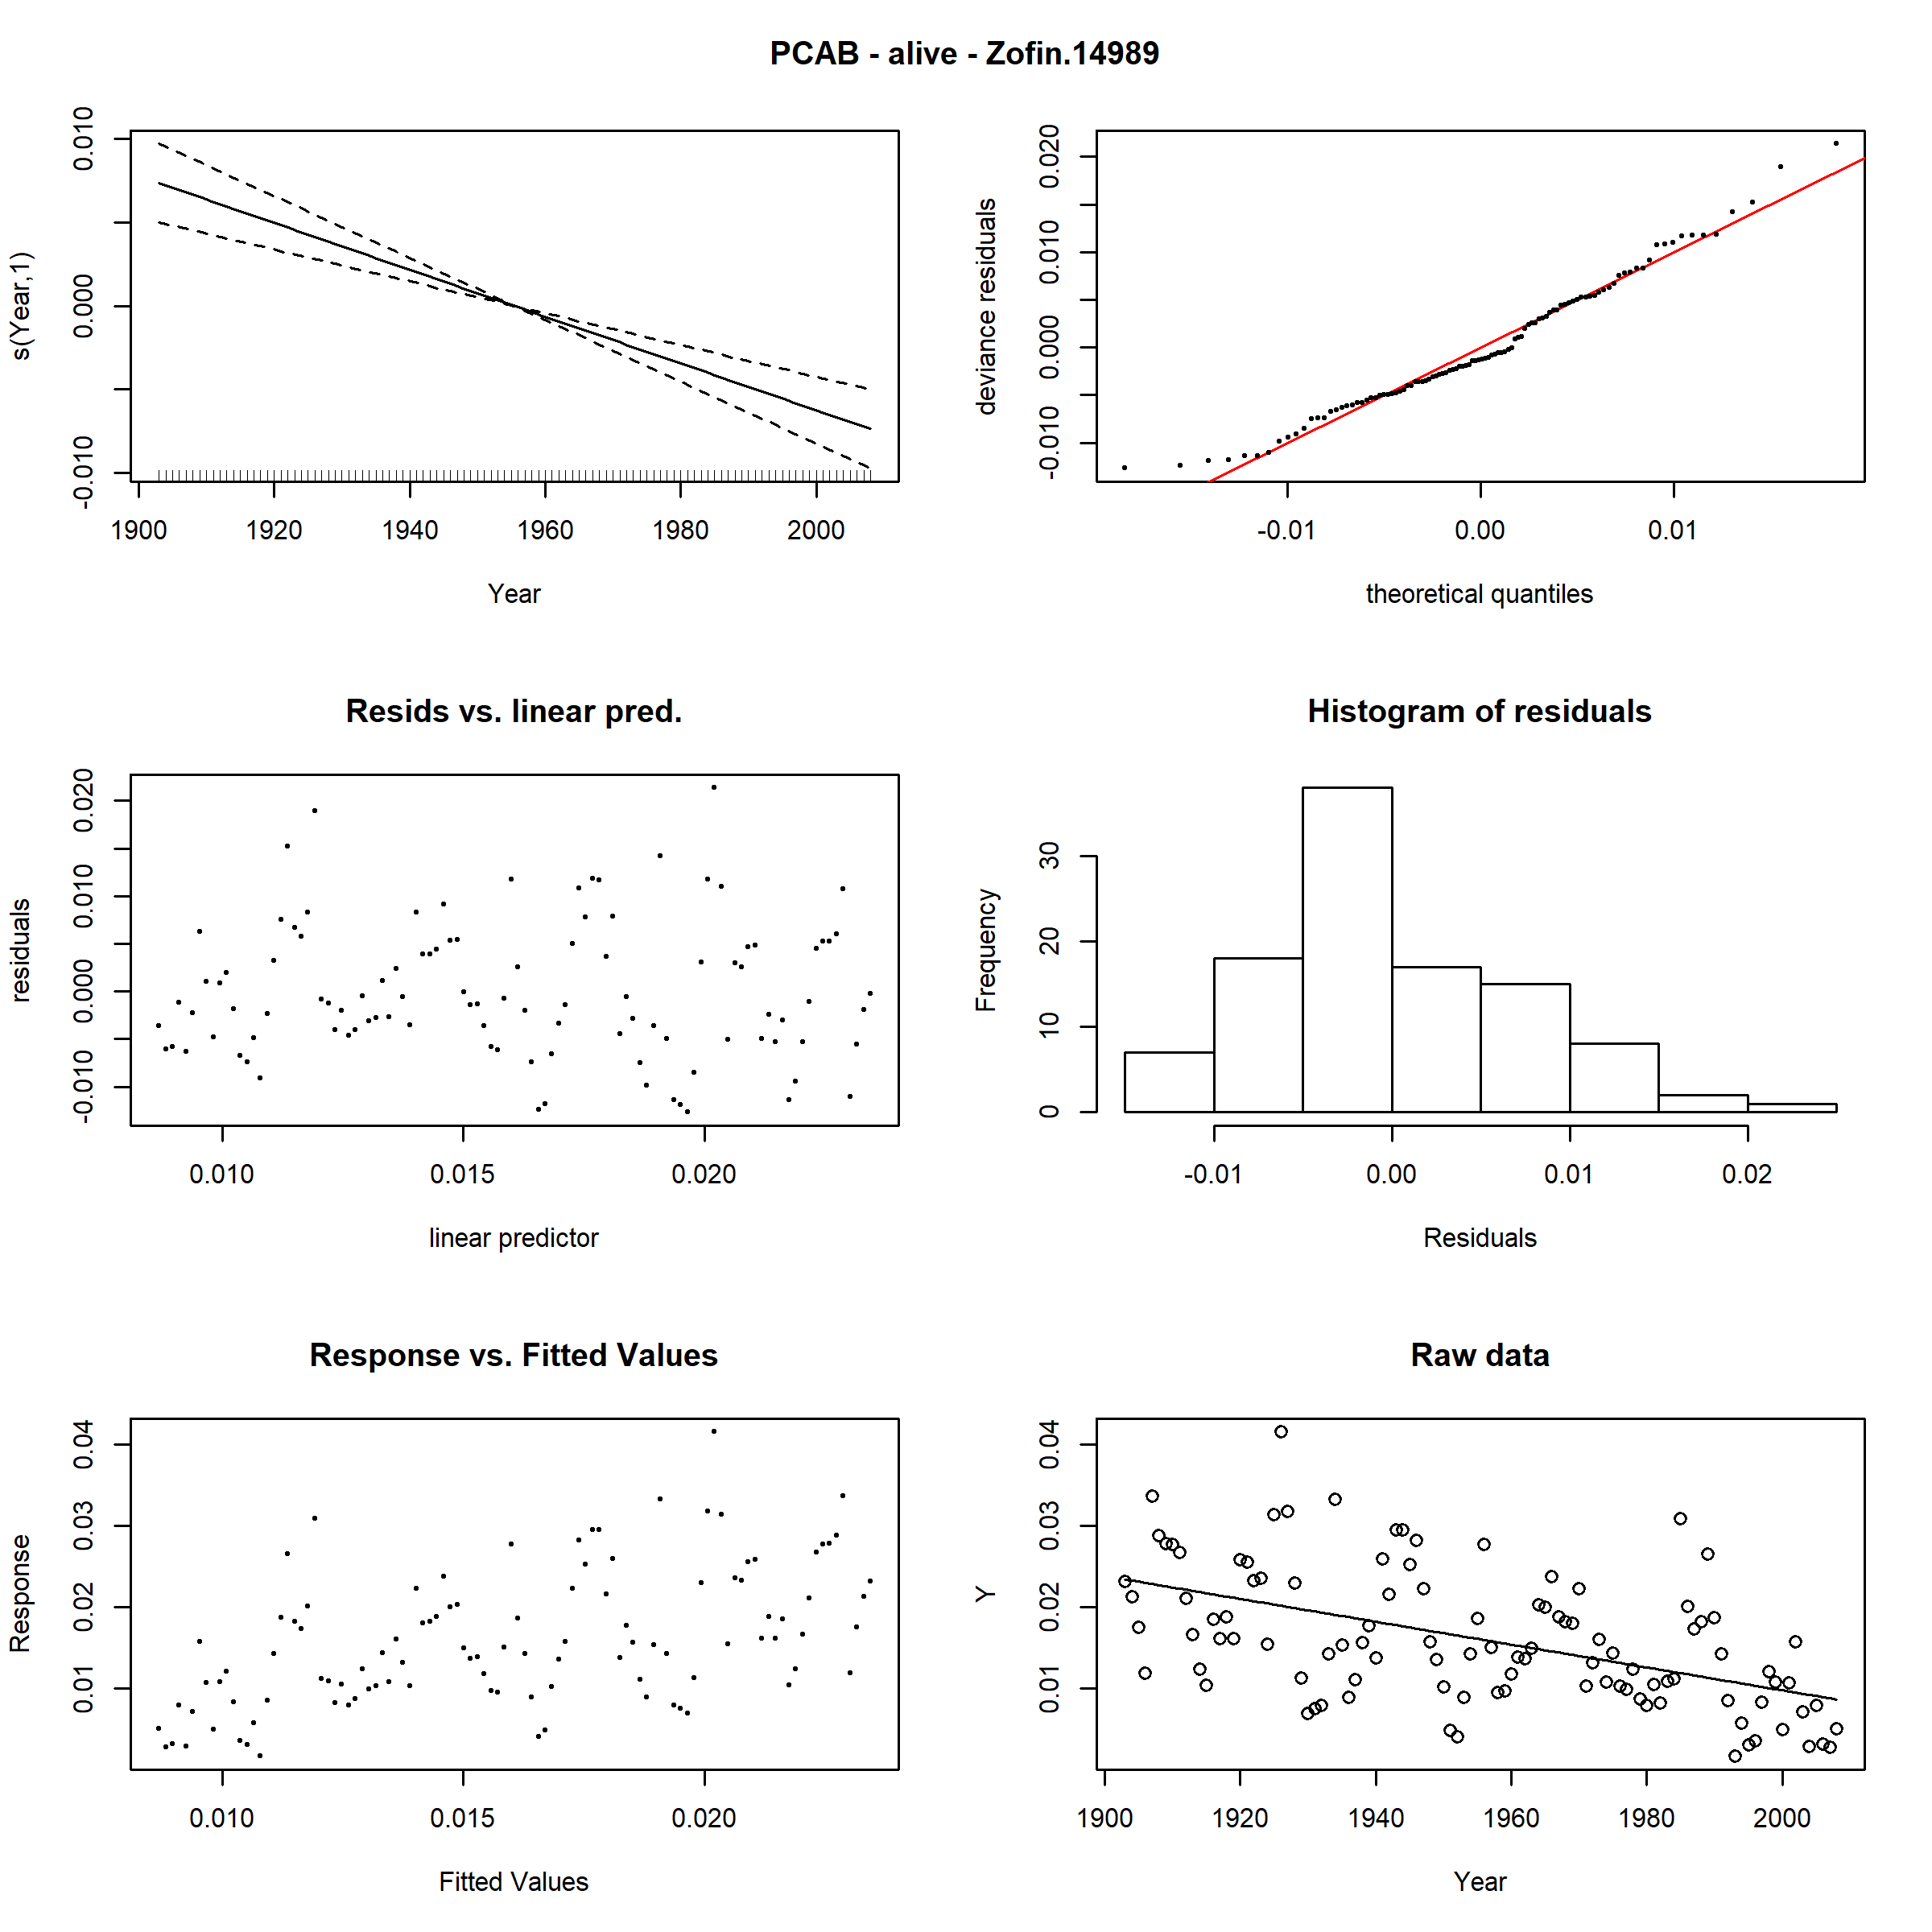 PCAB - alive - Zofin.14989
s(Year,1)
-0.010 0.000 0.010
1900 1920 1940 1960 1980 2000
Year
deviance residuals
-0.010 0.000 0.010 0.020
-0.01 0.00 0.01
theoretical quantiles
Resids vs. linear pred.
residuals
-0.010 0.000 0.010 0.020
0.010 0.015 0.020
linear predictor
Histogram of residuals
Frequency
0 10 20 30
-0.01 0.00 0.01 0.02
Residuals
Response vs. Fitted Values
Response
0.01 0.02 0.03 0.04
0.010 0.015 0.020
Fitted Values
Raw data
Y
0.01 0.02 0.03 0.04
1900 1920 1940 1960 1980 2000
Year